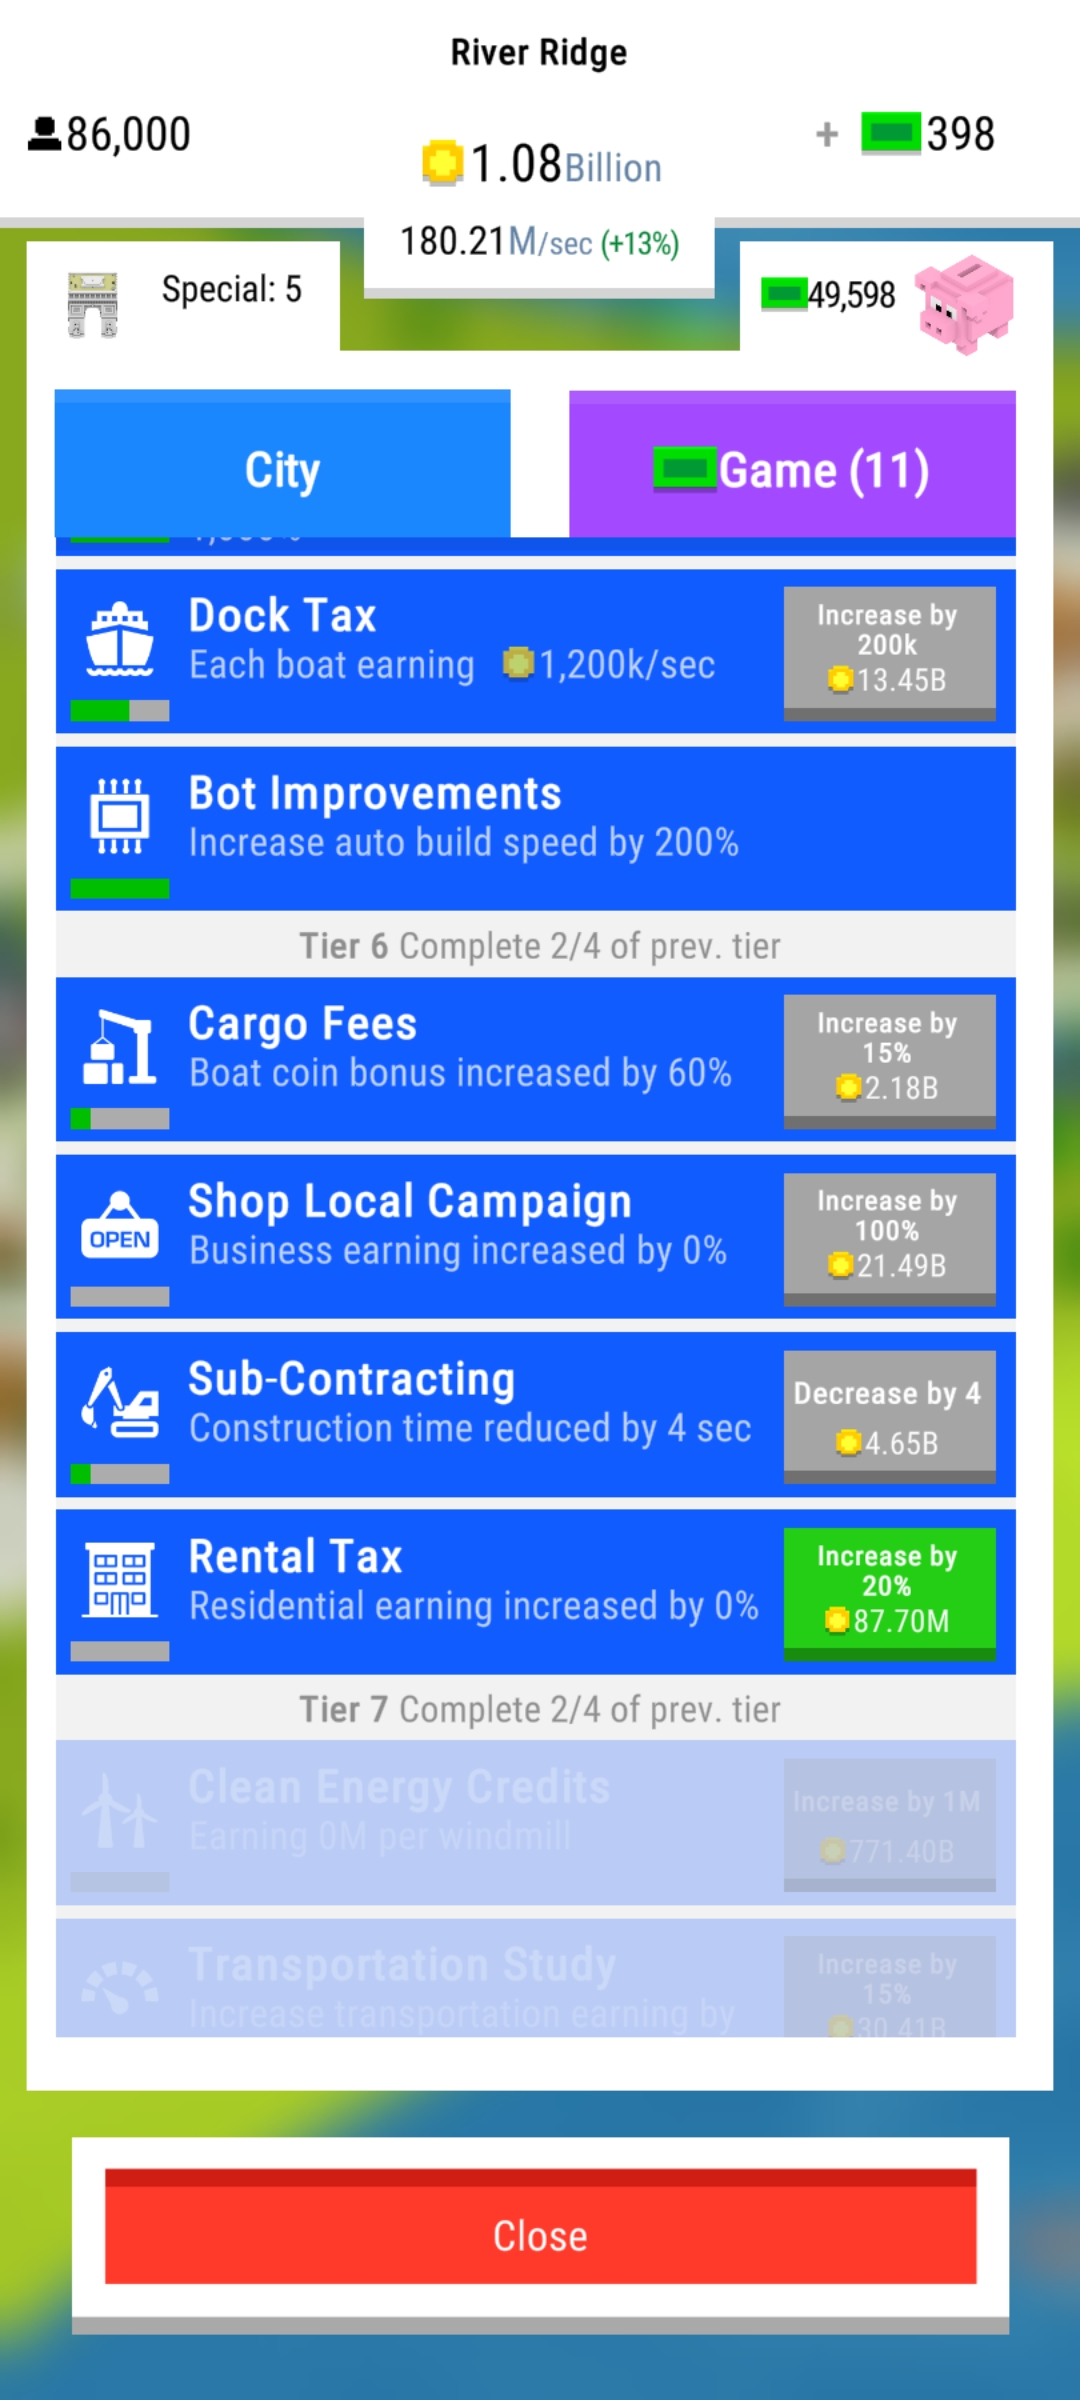 River Ridge
86,000
1.08Billion
+ 398
180.21M/sec (+13%)
Special: 5
49,598
City
Game (11)
Dock Tax
Each boat earning 1,200k/sec
Increase by
200k
13.45B
Bot Improvements
Increase auto build speed by 200%
Tier 6 Complete 2/4 of prev. tier
Cargo Fees
Boat coin bonus increased by 60%
Increase by
15%
2.18B
OPEN
Shop Local Campaign
Business earning increased by 0%
Increase by
100%
21.49B
Sub-Contracting
Construction time reduced by 4 sec
Decrease by 4
4.65B
Rental Tax
Residential earning increased by 0%
Increase by
20%
87.70M
Tier 7 Complete 2/4 of prev. tier
Clean Energy Credits
Earning 0M per windmill
Increase by 1M
771.40B
Transportation Study
Increase transportation earning by
Increase by
15%
30.41B
Close